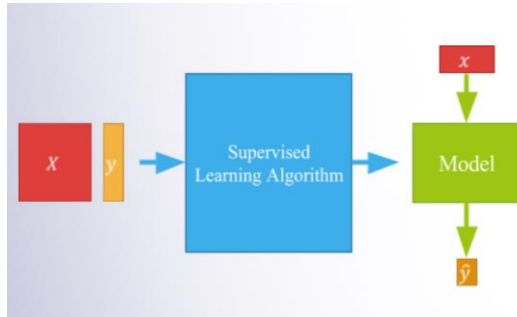 X
y
Supervised
Learning Algorithm
x
Model
ŷ